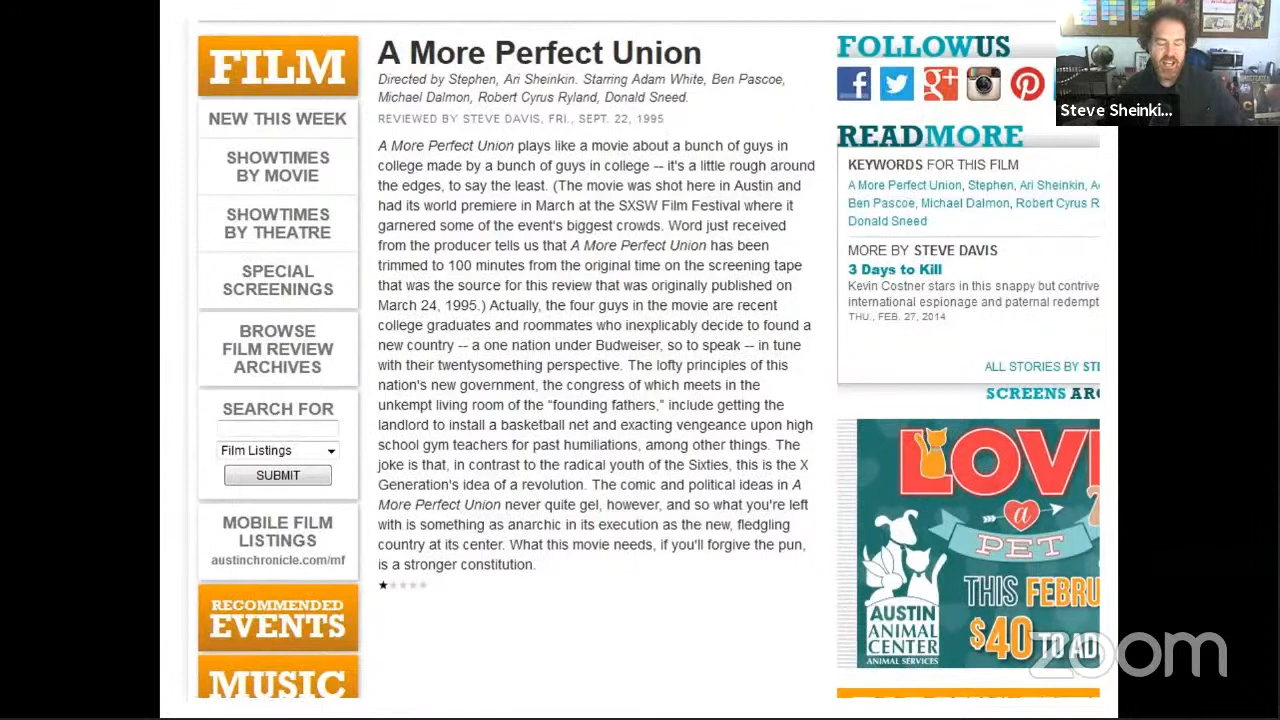 FILM
NEW THIS WEEK
SHOWTIMES
BY MOVIE
SHOWTIMES
BY THEATRE
SPECIAL
SCREENINGS
BROWSE
FILM REVIEW
ARCHIVES
SEARCH FOR
Film Listings
SUBMIT
MOBILE FILM
LISTINGS
austinchronicle.com/mf
RECOMMENDED
EVENTS
MUSIC
A More Perfect Union
Directed by Stephen, Ari Sheinkin. Starring Adam White, Ben Pascoe,
Michael Dalmon, Robert Cyrus Ryland, Donald Sneed.
REVIEWED BY STEVE DAVIS, FRI., SEPT. 22, 1995
A More Perfect Union plays like a movie about a bunch of guys in
college made by a bunch of guys in college -- it's a little rough around
the edges, to say the least. (The movie was shot here in Austin and
had its world premiere in March at the SXSW Film Festival where it
garnered some of the event's biggest crowds. Word just received
from the producer tells us that A More Perfect Union has been
trimmed to 100 minutes from the original time on the screening tape
that was the source for this review that was originally published on
March 24, 1995.) Actually, the four guys in the movie are recent
college graduates and roommates who inexplicably decide to found a
new country -- a one nation under Budweiser, so to speak -- in tune
with their twentysomething perspective. The lofty principles of this
nation's new government, the congress of which meets in the
unkempt living room of the “founding fathers,” include getting the
landlord to install a basketball net and exacting vengeance upon high
school gym teachers for past humiliations, among other things. The
joke is that, in contrast to the radical youth of the Sixties, this is the X
Generation's idea of a revolution. The comic and political ideas in A
More Perfect Union never quite gel, however, and so what you're left
with is something as anarchic in its execution as the new, fledgling
country at its center. What this movie needs, if you'll forgive the pun,
is a stronger constitution.
FOLLOWUS
READMORE
KEYWORDS FOR THIS FILM
A More Perfect Union, Stephen, Ari Sheinkin,
Ben Pascoe, Michael Dalmon, Robert Cyrus R
Donald Sneed
MORE BY STEVE DAVIS
3 Days to Kill
Kevin Costner stars in this snappy but contrive
international espionage and paternal redempt
THU., FEB. 27, 2014
ALL STORIES BY STE
SCREENS ARC
LOVE
a
PET
THIS FEBRU
$40 TO AD
AUSTIN
ANIMAL
CENTER
ANIMAL SERVICES
Steve Sheinki...
zoom